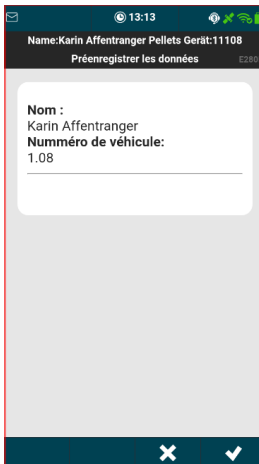 13:13
Name:Karin Affentranger Pellets Gerät:11108
Préenregistrer les données E280
Nom :
Karin Affentranger
Numméro de véhicule:
1.08